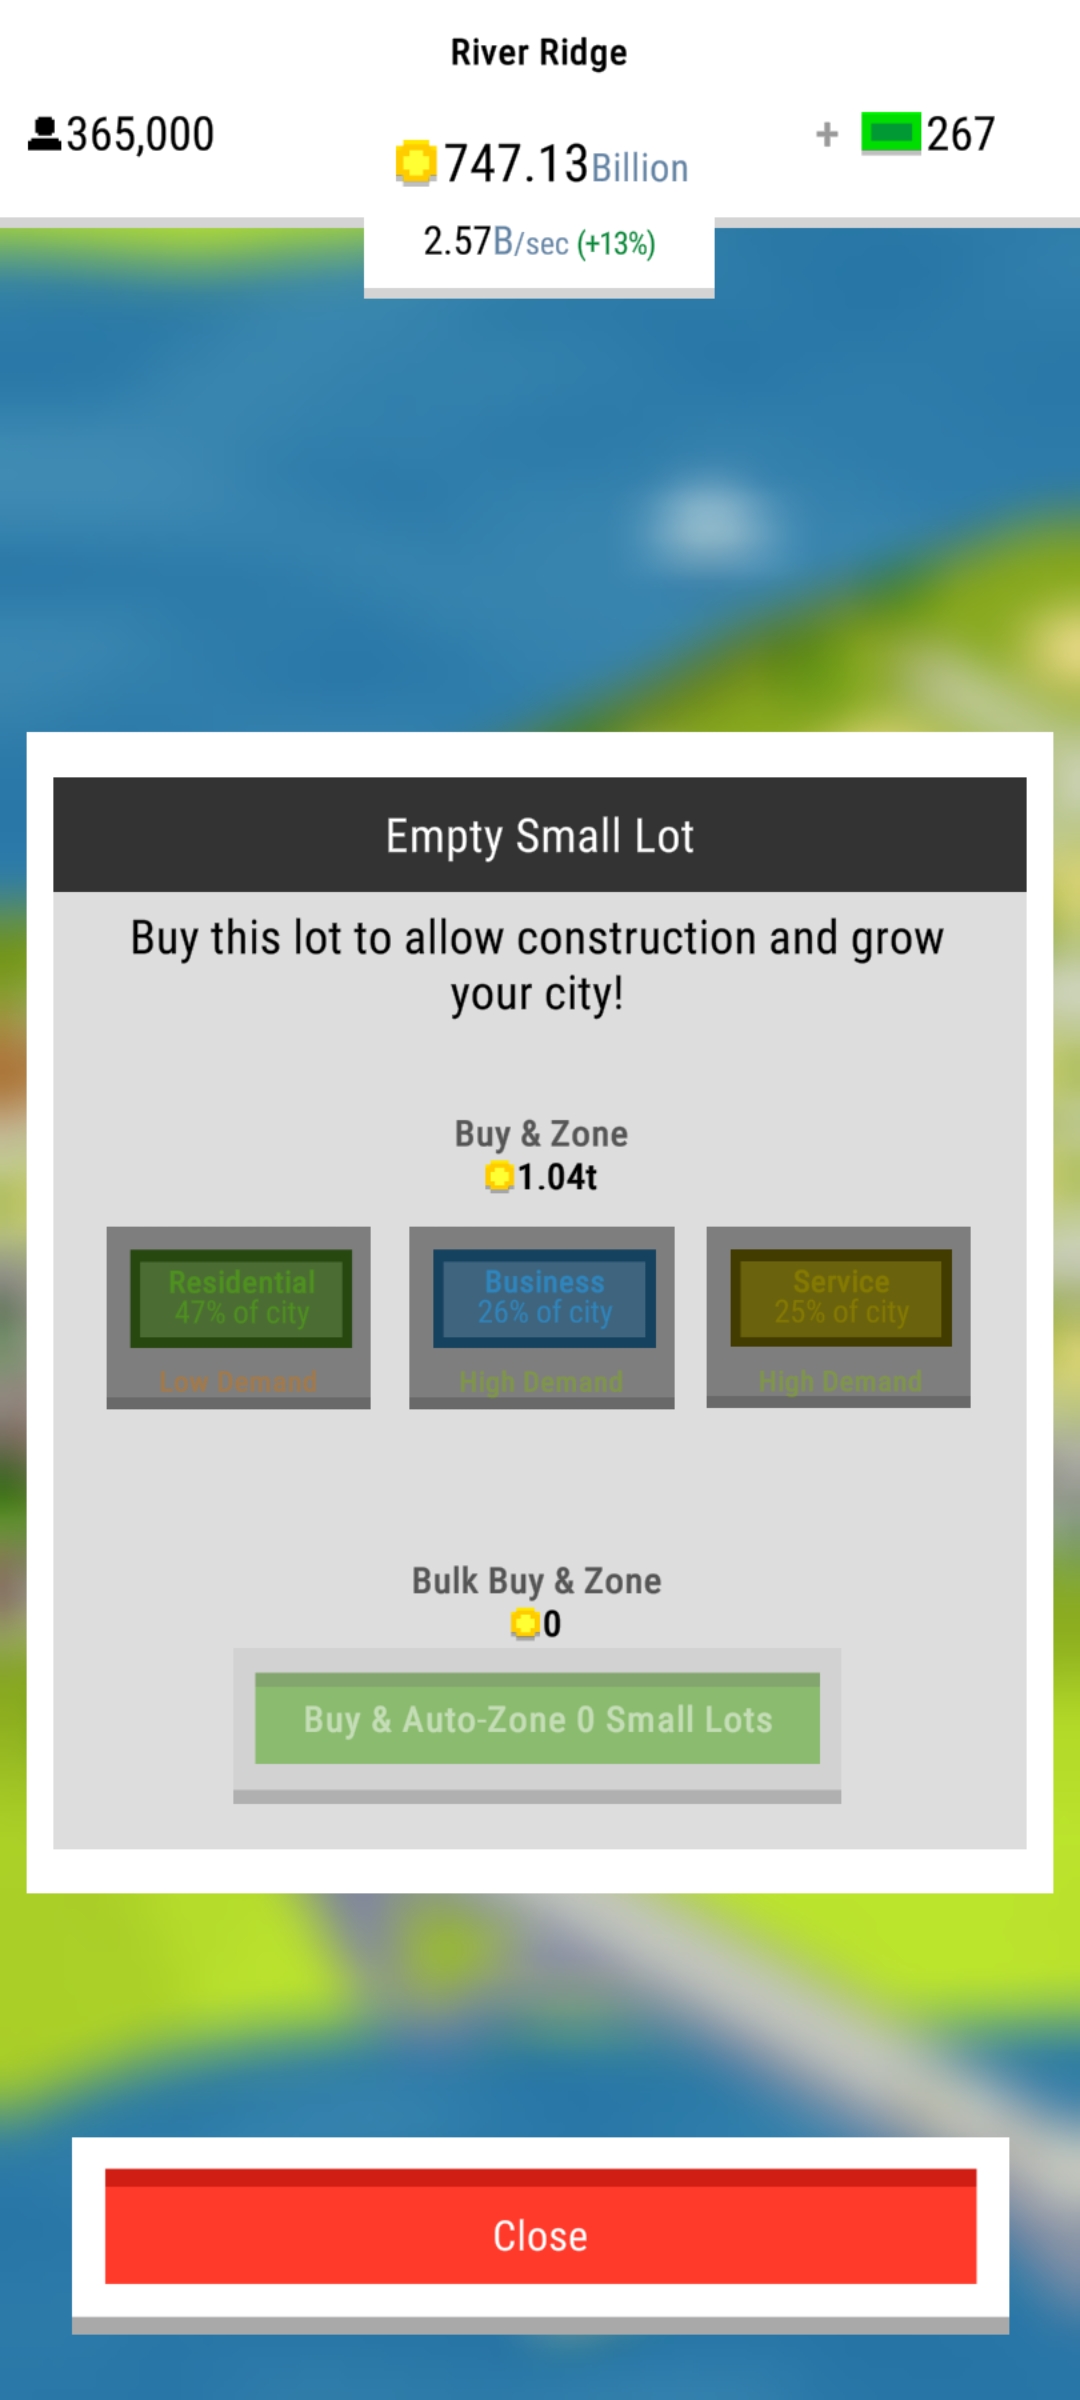 River Ridge
365,000
+ 267
747.13Billion
2.57B/sec (+13%)
Empty Small Lot
Buy this lot to allow construction and grow
your city!
Buy & Zone
1.04t
Residential
47% of city
Low Demand
Business
26% of city
High Demand
Service
25% of city
High Demand
Bulk Buy & Zone
0
Buy & Auto-Zone 0 Small Lots
Close